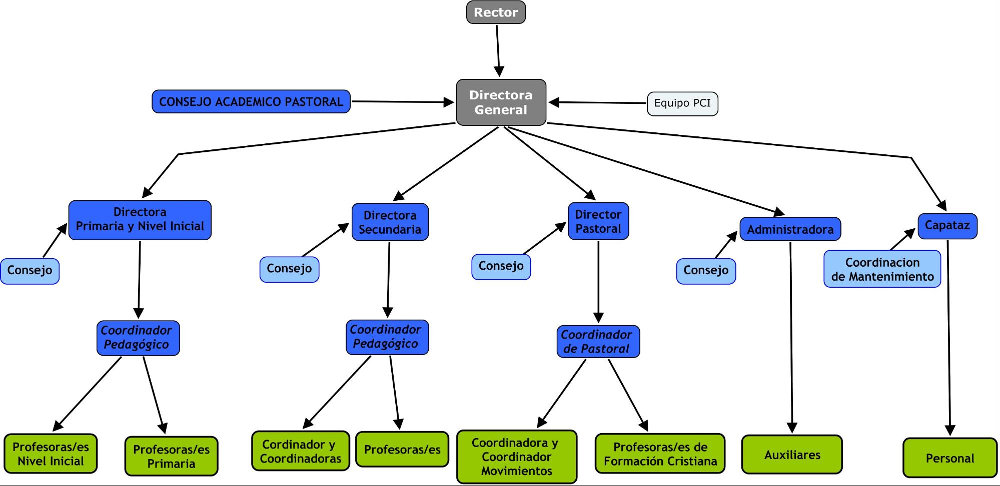 Rector
CONSEJO ACADEMICO PASTORAL
Directora
General
Equipo PCI
Directora
Primaria y Nivel Inicial
Directora
Secundaria
Director
Pastoral
Administradora
Capataz
Consejo
Consejo
Consejo
Consejo
Coordinacion
de Mantenimiento
Coordinador
Pedagógico
Coordinador
Pedagógico
Coordinador
de Pastoral
Profesoras/es
Nivel Inicial
Profesoras/es
Primaria
Cordinador y
Coordinadoras
Profesoras/es
Coordinadora y
Coordinador
Movimientos
Profesoras/es de
Formación Cristiana
Auxiliares
Personal